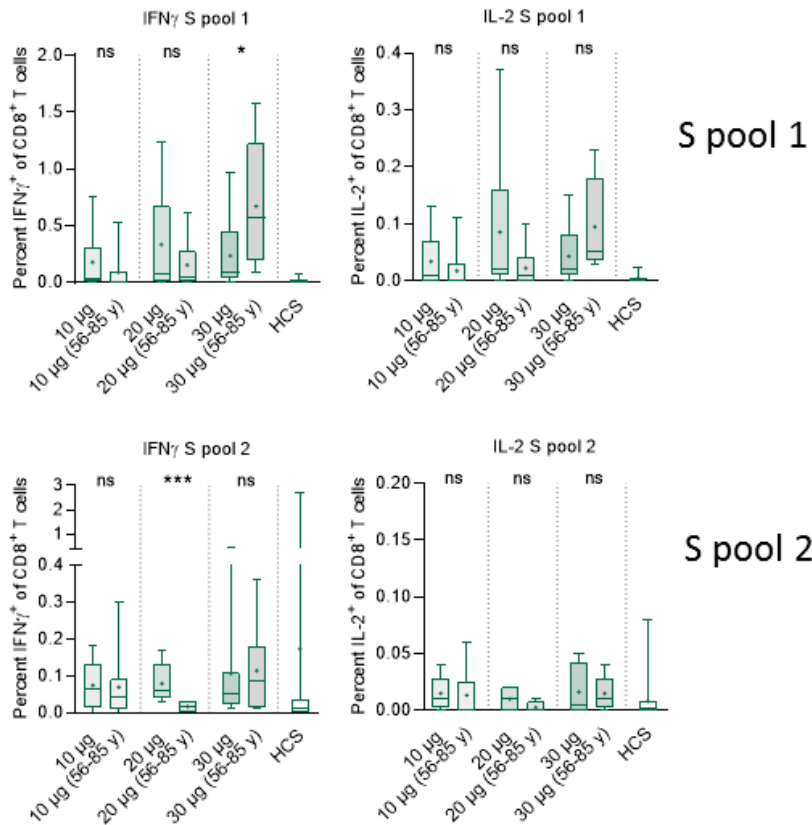 IFNγ S pool 1
Percent IFNγ⁺ of CD8⁺ T cells
2.0
1.5
1.0
0.5
0.0
ns
ns
*
10 µg
10 µg (56-85 y)
20 µg
20 µg (56-85 y)
30 µg
30 µg (56-85 y)
HCS
IL-2 S pool 1
Percent IL-2⁺ of CD8⁺ T cells
0.4
0.3
0.2
0.1
0.0
ns
ns
ns
10 µg
10 µg (56-85 y)
20 µg
20 µg (56-85 y)
30 µg
30 µg (56-85 y)
HCS
S pool 1
IFNγ S pool 2
Percent IFNγ⁺ of CD8⁺ T cells
3
2
1
0.4
0.3
0.2
0.1
0.0
ns
***
ns
10 µg
10 µg (56-85 y)
20 µg
20 µg (56-85 y)
30 µg
30 µg (56-85 y)
HCS
IL-2 S pool 2
Percent IL-2⁺ of CD8⁺ T cells
0.20
0.15
0.10
0.05
0.00
ns
ns
ns
10 µg
10 µg (56-85 y)
20 µg
20 µg (56-85 y)
30 µg
30 µg (56-85 y)
HCS
S pool 2